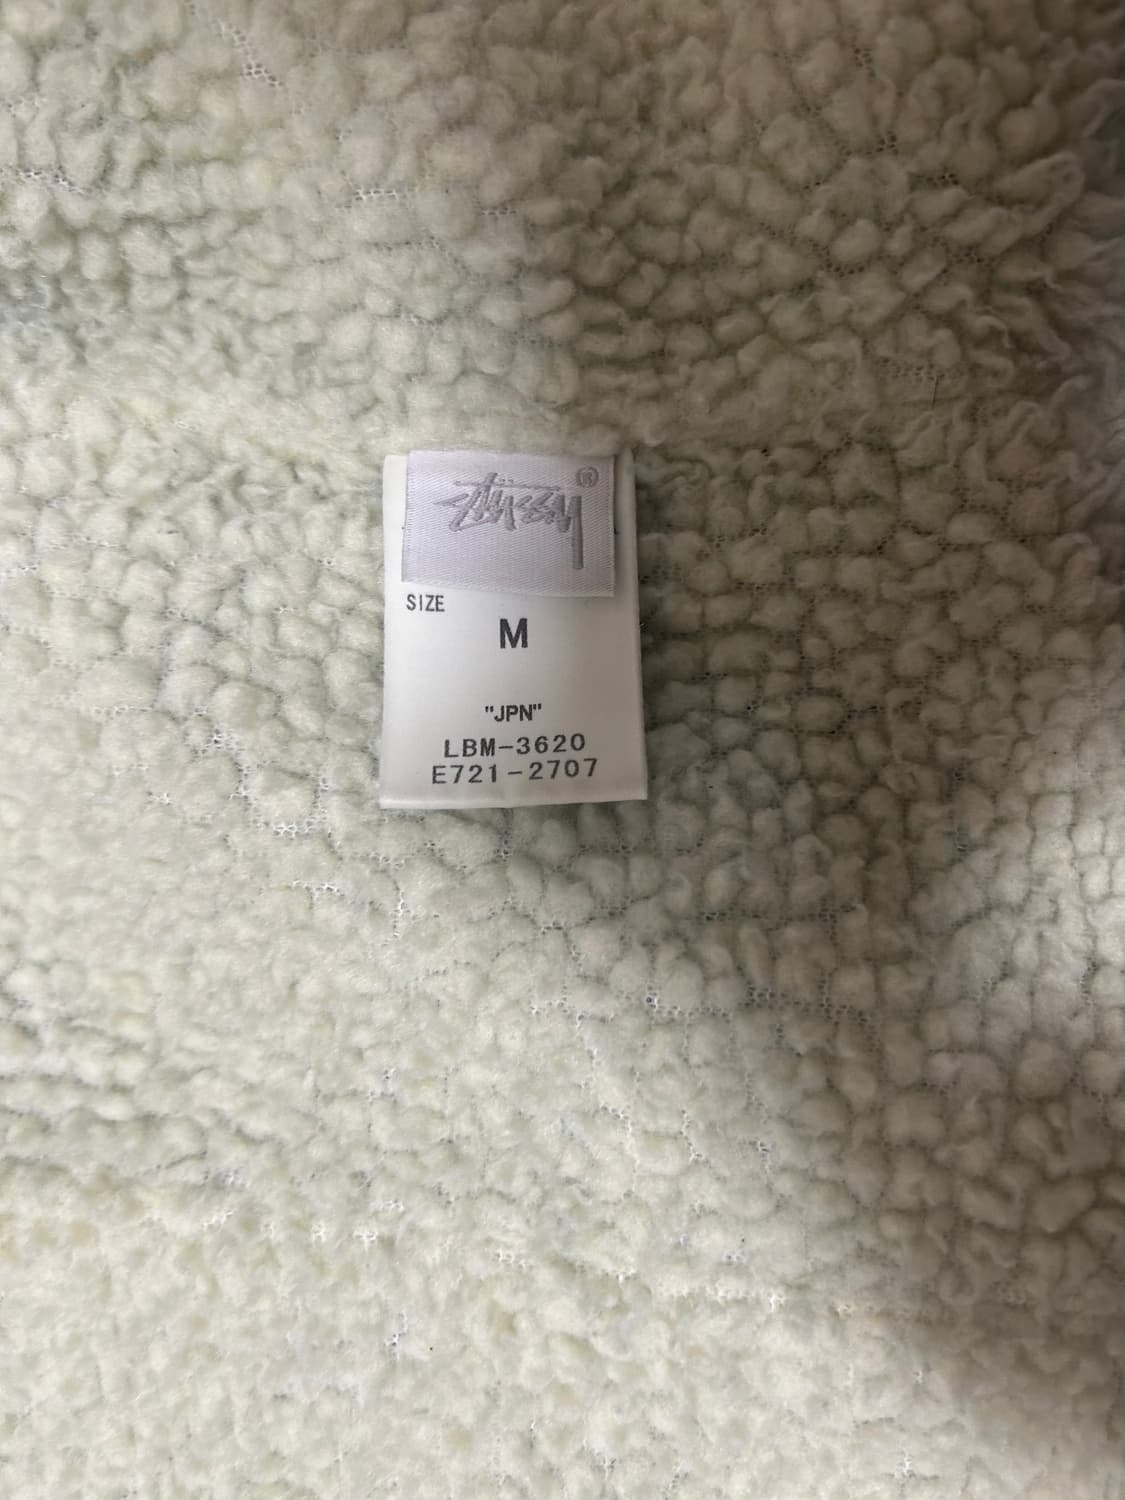 Stüssy ®
SIZE
M
"JPN"
LBM-3620
E721-2707